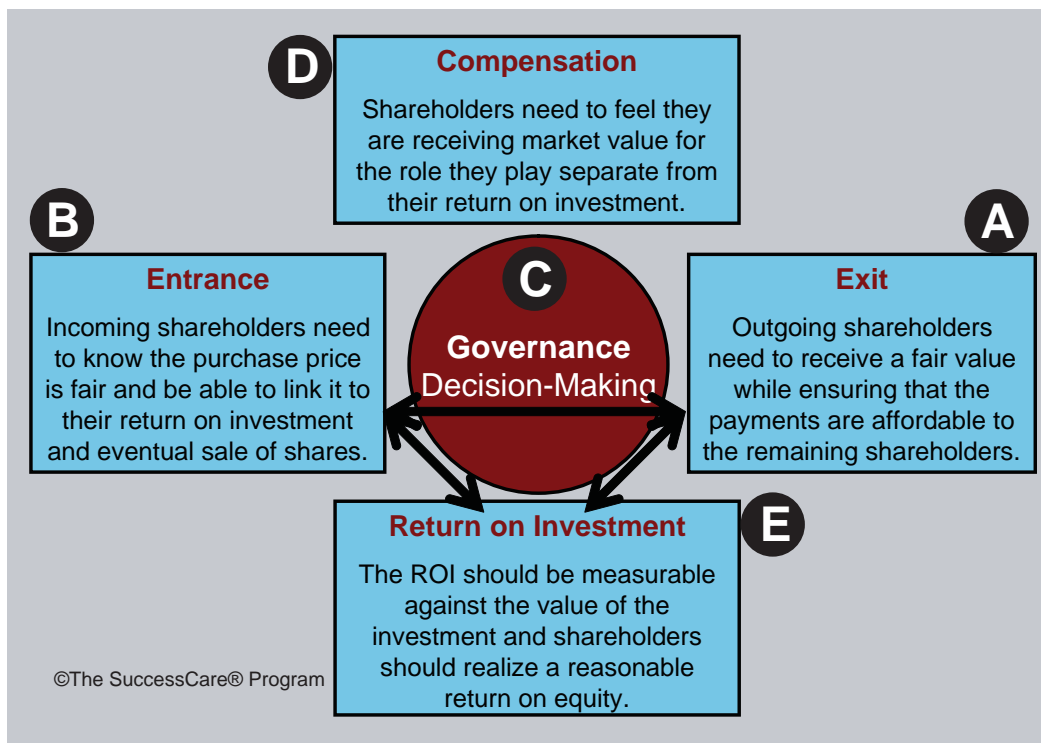 D
Compensation
Shareholders need to feel they
are receiving market value for
the role they play separate from
their return on investment.
B
Entrance
Incoming shareholders need
to know the purchase price
is fair and be able to link it to
their return on investment
and eventual sale of shares.
C
Governance
Decision-Making
A
Exit
Outgoing shareholders
need to receive a fair value
while ensuring that the
payments are affordable to
the remaining shareholders.
E
Return on Investment
The ROI should be measurable
against the value of the
investment and shareholders
should realize a reasonable
return on equity.
©The SuccessCare® Program